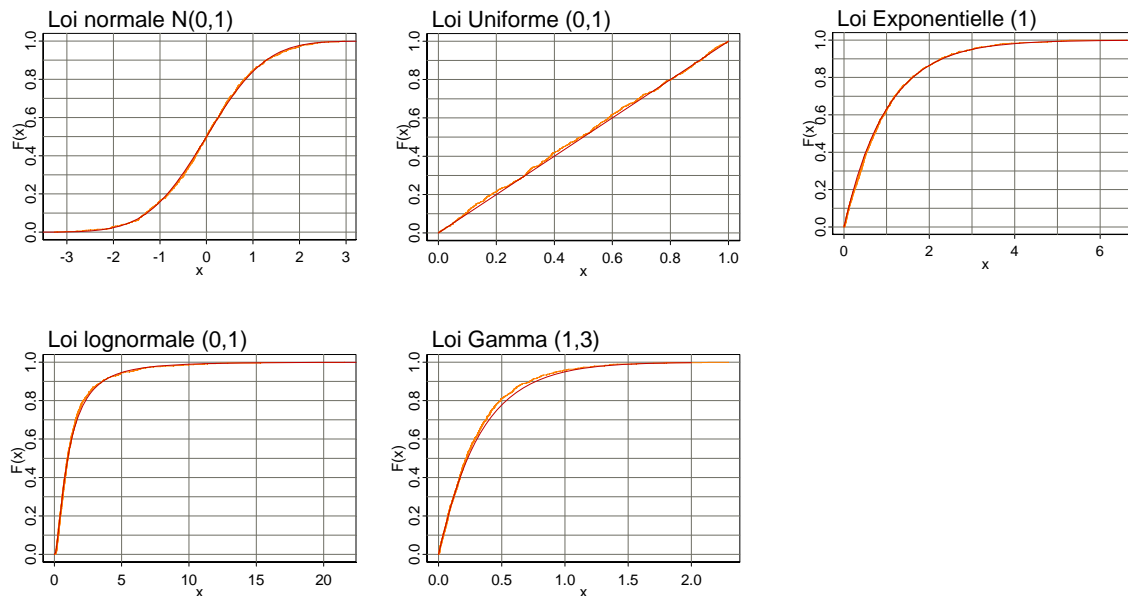 Loi normale N(0,1)
F(x)
0.0 0.2 0.4 0.6 0.8 1.0
-3 -2 -1 0 1 2 3
x
Loi Uniforme (0,1)
F(x)
0.0 0.2 0.4 0.6 0.8 1.0
0.0 0.2 0.4 0.6 0.8 1.0
x
Loi Exponentielle (1)
F(x)
0.0 0.2 0.4 0.6 0.8 1.0
0 2 4 6
x
Loi lognormale (0,1)
F(x)
0.0 0.2 0.4 0.6 0.8 1.0
0 5 10 15 20
x
Loi Gamma (1,3)
F(x)
0.0 0.2 0.4 0.6 0.8 1.0
0.0 0.5 1.0 1.5 2.0
x